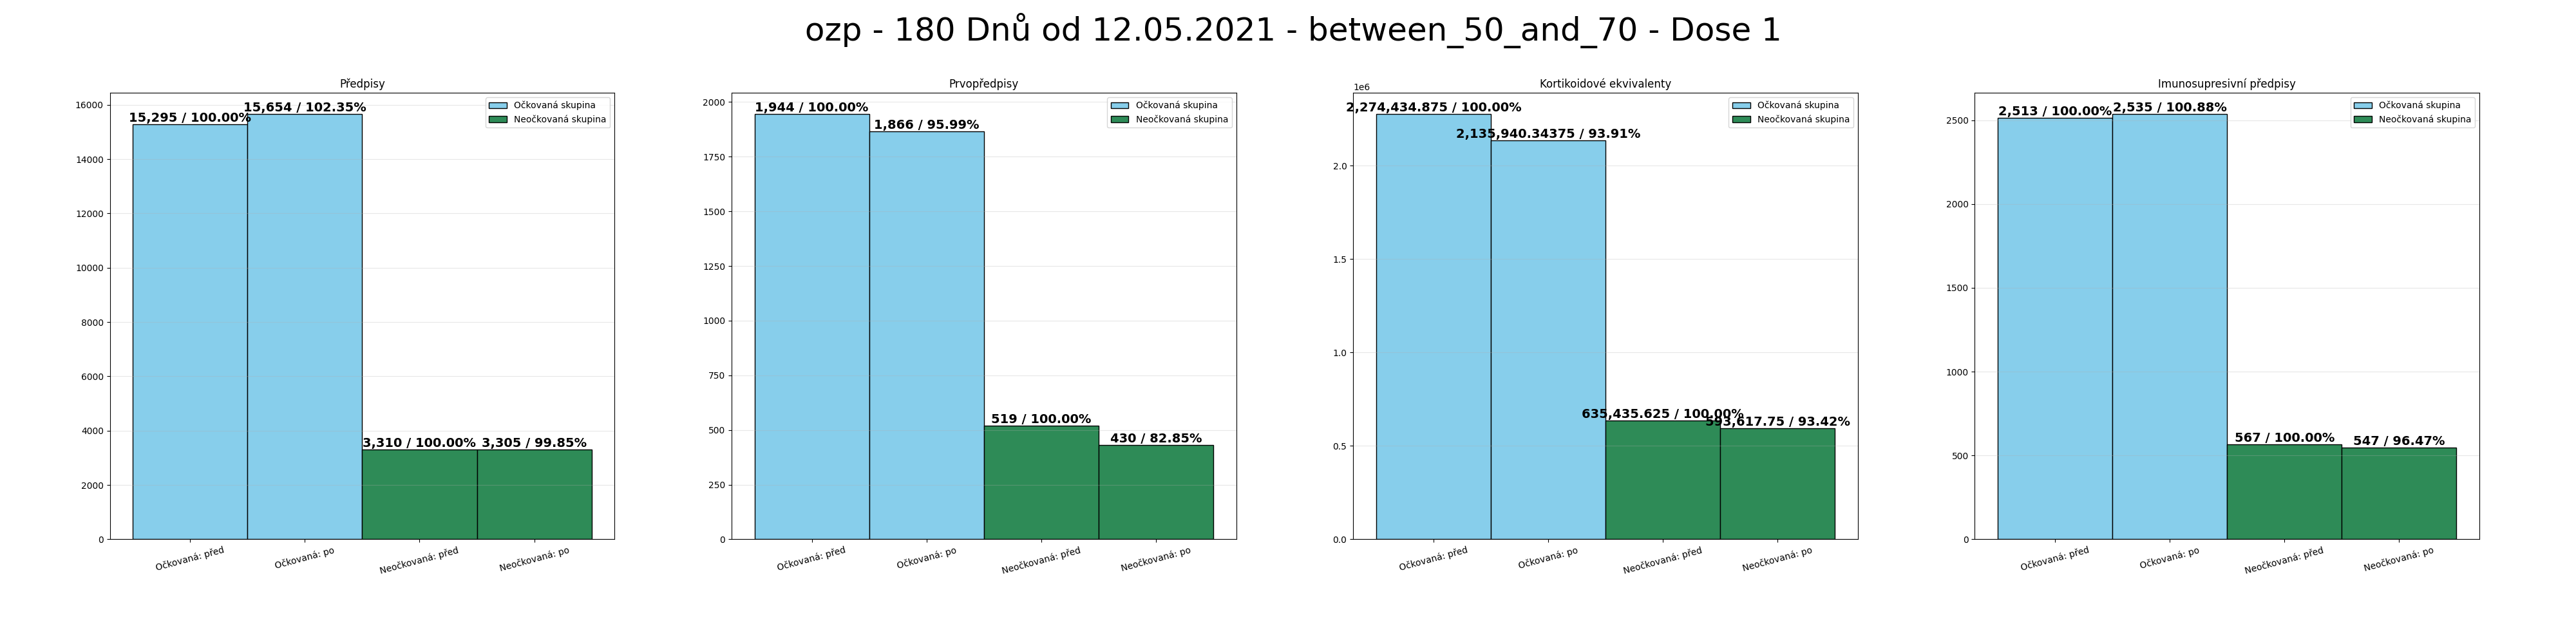 ozp - 180 Dnů od 12.05.2021 - between_50_and_70 - Dose 1
Předpisy
16000
14000
12000
10000
8000
6000
4000
2000
0
15,295 / 100.00%
15,654 / 102.35%
3,310 / 100.00%
3,305 / 99.85%
Očkovaná skupina
Neočkovaná skupina
Očkovaná: před
Očkovaná: po
Neočkovaná: před
Neočkovaná: po
Prvopředpisy
2000
1750
1500
1250
1000
750
500
250
0
1,944 / 100.00%
1,866 / 95.99%
519 / 100.00%
430 / 82.85%
Očkovaná skupina
Neočkovaná skupina
Očkovaná: před
Očkovaná: po
Neočkovaná: před
Neočkovaná: po
Kortikoidové ekvivalenty
1e6
2.0
1.5
1.0
0.5
0.0
2,274,434.875 / 100.00%
2,135,940.34375 / 93.91%
635,435.625 / 100.00%
593,617.75 / 93.42%
Očkovaná skupina
Neočkovaná skupina
Očkovaná: před
Očkovaná: po
Neočkovaná: před
Neočkovaná: po
Imunosupresivní předpisy
2500
2000
1500
1000
500
0
2,513 / 100.00%
2,535 / 100.88%
567 / 100.00%
547 / 96.47%
Očkovaná skupina
Neočkovaná skupina
Očkovaná: před
Očkovaná: po
Neočkovaná: před
Neočkovaná: po